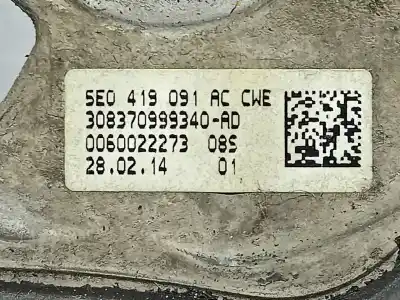 5E0 419 091 AC CWE
308370999340-AD
0060022273 08S
28.02.14 01